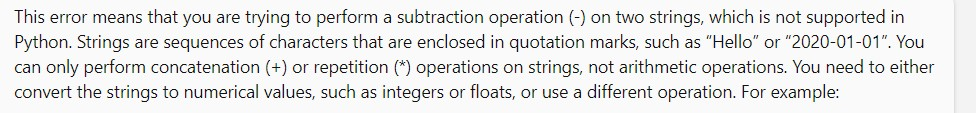 This error means that you are trying to perform a subtraction operation (-) on two strings, which is not supported in
Python. Strings are sequences of characters that are enclosed in quotation marks, such as “Hello” or “2020-01-01”. You
can only perform concatenation (+) or repetition (*) operations on strings, not arithmetic operations. You need to either
convert the strings to numerical values, such as integers or floats, or use a different operation. For example: